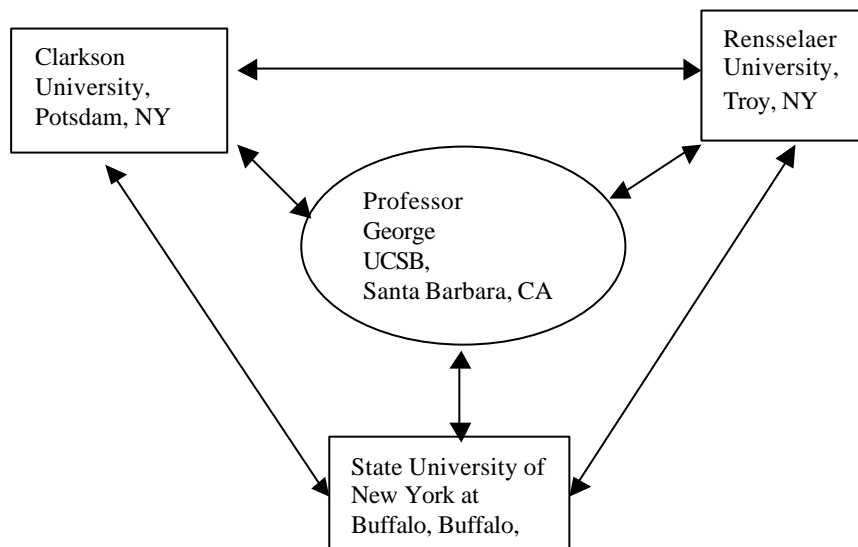 Clarkson
University,
Potsdam, NY
Rensselaer
University,
Troy, NY
Professor
George
UCSB,
Santa Barbara, CA
State University of
New York at
Buffalo, Buffalo,